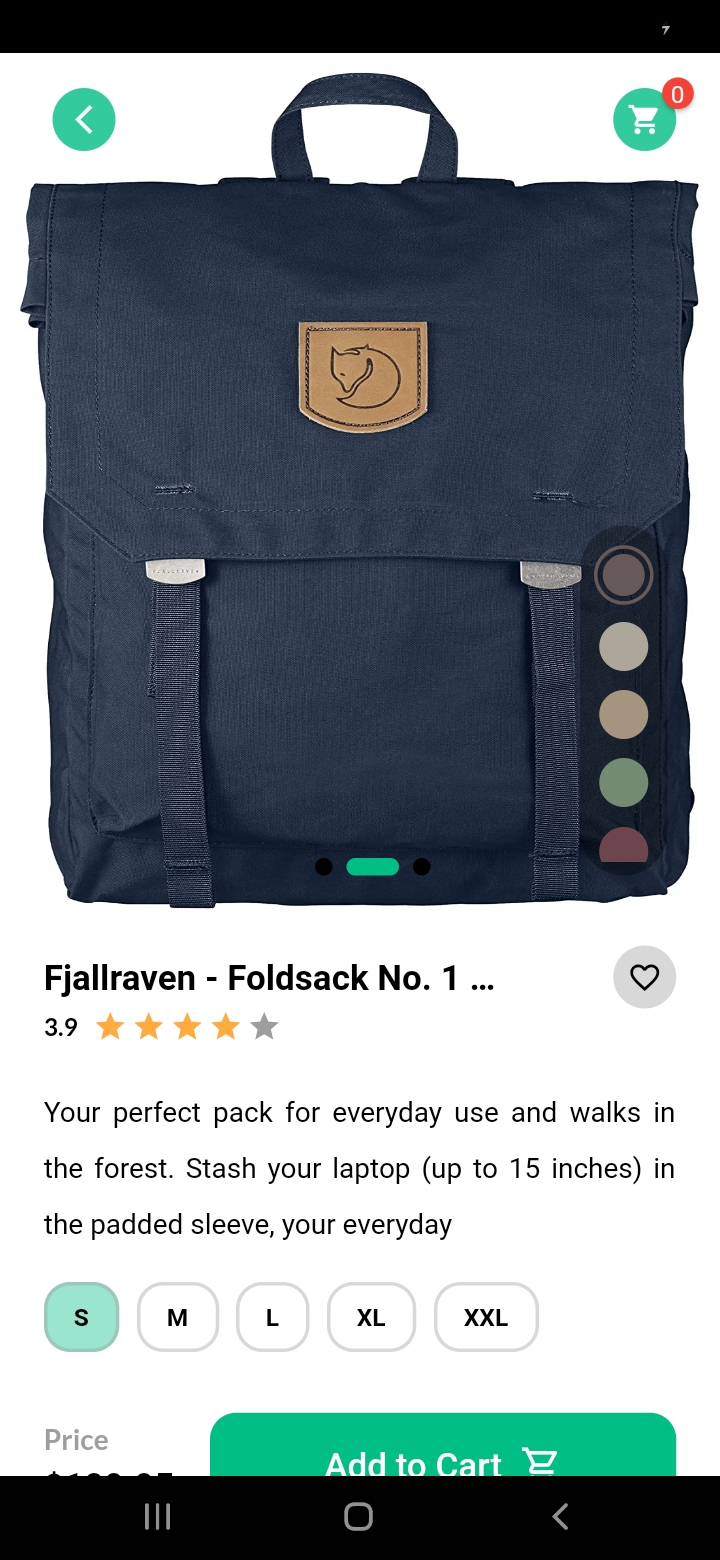 0
Fjallraven - Foldsack No. 1 ...
3.9
Your perfect pack for everyday use and walks in
the forest. Stash your laptop (up to 15 inches) in
the padded sleeve, your everyday
S M L XL XXL
Price
Add to Cart